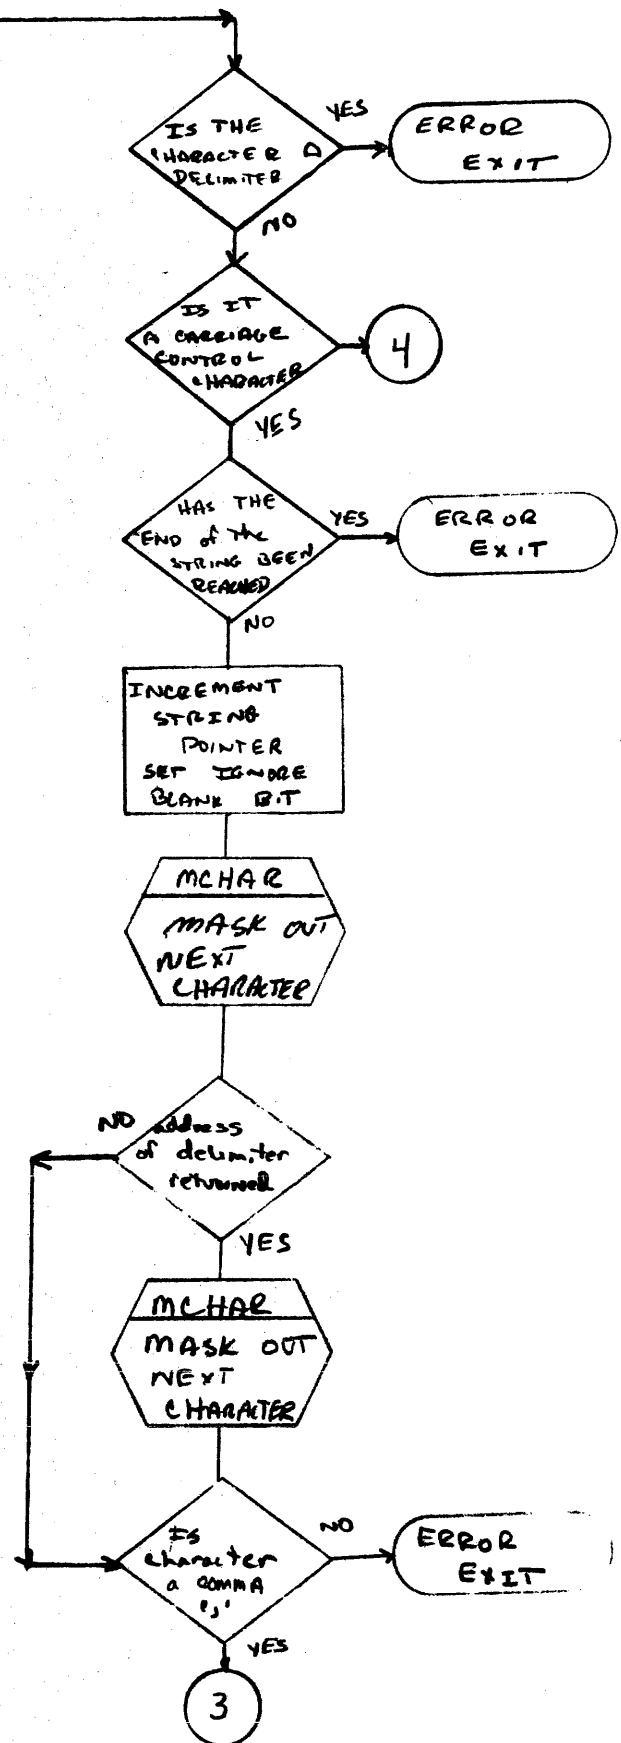 IS THE
CHARACTER A
DELIMITER
YES
ERROR
EXIT
NO
IS IT
A CARRIAGE
CONTROL
CHARACTER
4
YES
HAS THE
END of the
STRING BEEN
REACHED
YES
ERROR
EXIT
NO
INCREMENT
STRING
POINTER
SET IGNORE
BLANK BIT
MCHAR
MASK OUT
NEXT
CHARACTER
NO
address
of delimiter
returned
YES
MCHAR
MASK OUT
NEXT
CHARACTER
Is
character
a COMMA
','
NO
ERROR
EXIT
YES
3